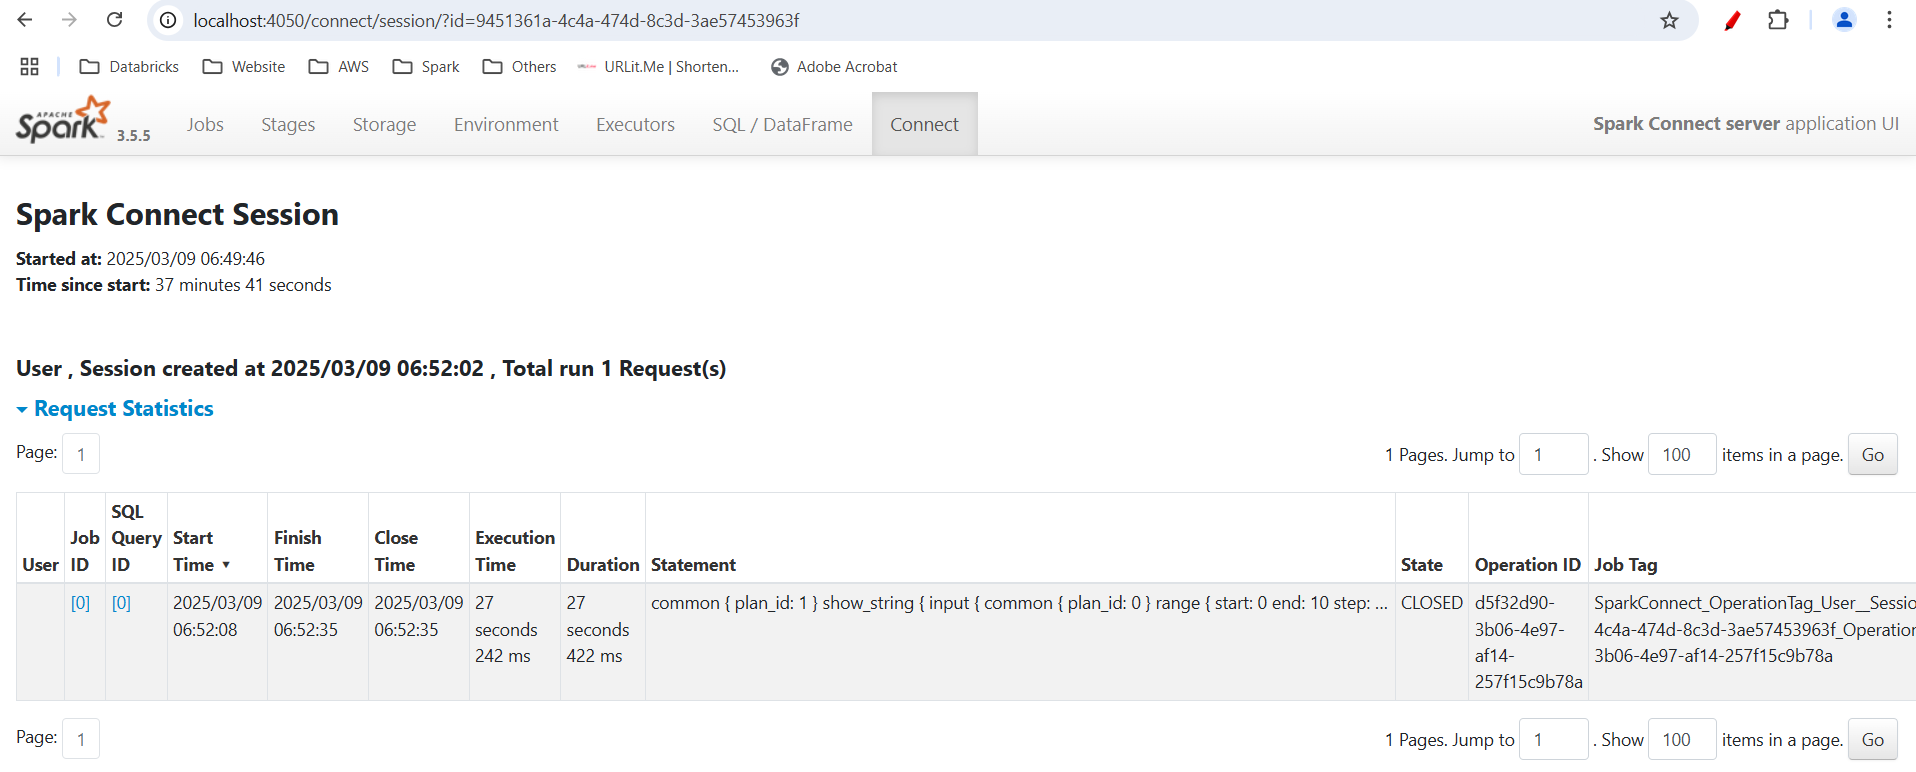 localhost:4050/connect/session/?id=9451361a-4c4a-474d-8c3d-3ae57453963f
Databricks Website AWS Spark Others URLit.Me | Shorten... Adobe Acrobat
APACHE Spark 3.5.5 Jobs Stages Storage Environment Executors SQL / DataFrame Connect Spark Connect server application UI
Spark Connect Session
Started at: 2025/03/09 06:49:46
Time since start: 37 minutes 41 seconds
User , Session created at 2025/03/09 06:52:02 , Total run 1 Request(s)
Request Statistics
Page: 1 1 Pages. Jump to 1 . Show 100 items in a page. Go
User
Job
ID
SQL
Query
ID
Start
Time ▾
Finish
Time
Close
Time
Execution
Time
Duration
Statement
State
Operation ID
Job Tag
[0]
[0]
2025/03/09
06:52:08
2025/03/09
06:52:35
2025/03/09
06:52:35
27
seconds
242 ms
27
seconds
422 ms
common { plan_id: 1 } show_string { input { common { plan_id: 0 } range { start: 0 end: 10 step: ...
CLOSED
d5f32d90-
3b06-4e97-
af14-
257f15c9b78a
SparkConnect_OperationTag_User__Sessio
4c4a-474d-8c3d-3ae57453963f_Operation
3b06-4e97-af14-257f15c9b78a
Page: 1 1 Pages. Jump to 1 . Show 100 items in a page. Go